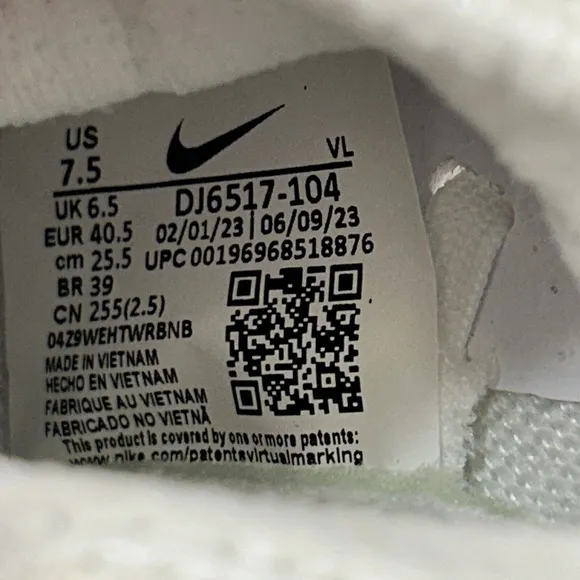 US
7.5
VL
UK 6.5
DJ6517-104
EUR 40.5
02/01/23 | 06/09/23
cm 25.5
UPC 00196968518876
BR 39
CN 255(2.5)
04Z9WEHTWRBNB
MADE IN VIETNAM
HECHO EN VIETNAM
FABRIQUE AU VIETNAM
FABRICADO NO VIETNÃ
This product is covered by one or more patents:
www.nike.com/patentsvirtualmarking